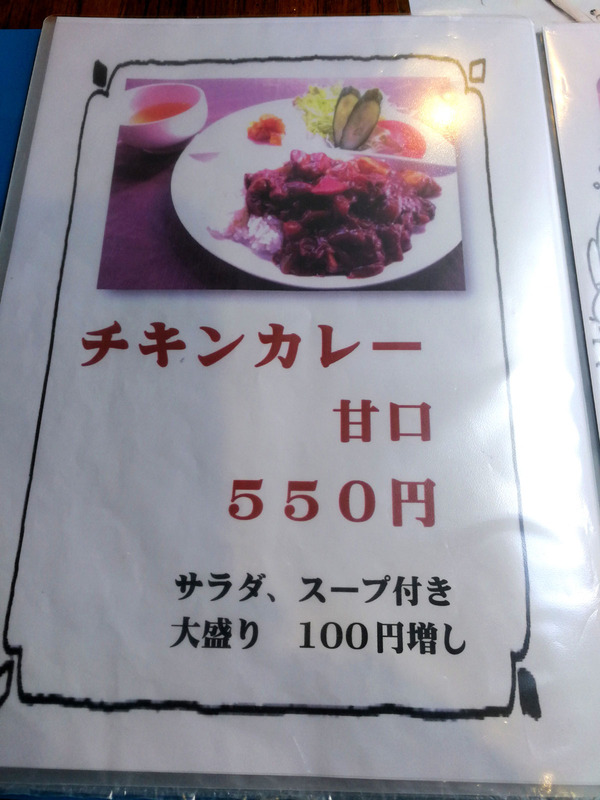 チキンカレー
甘口
５５０円
サラダ、スープ付き
大盛り　１００円増し